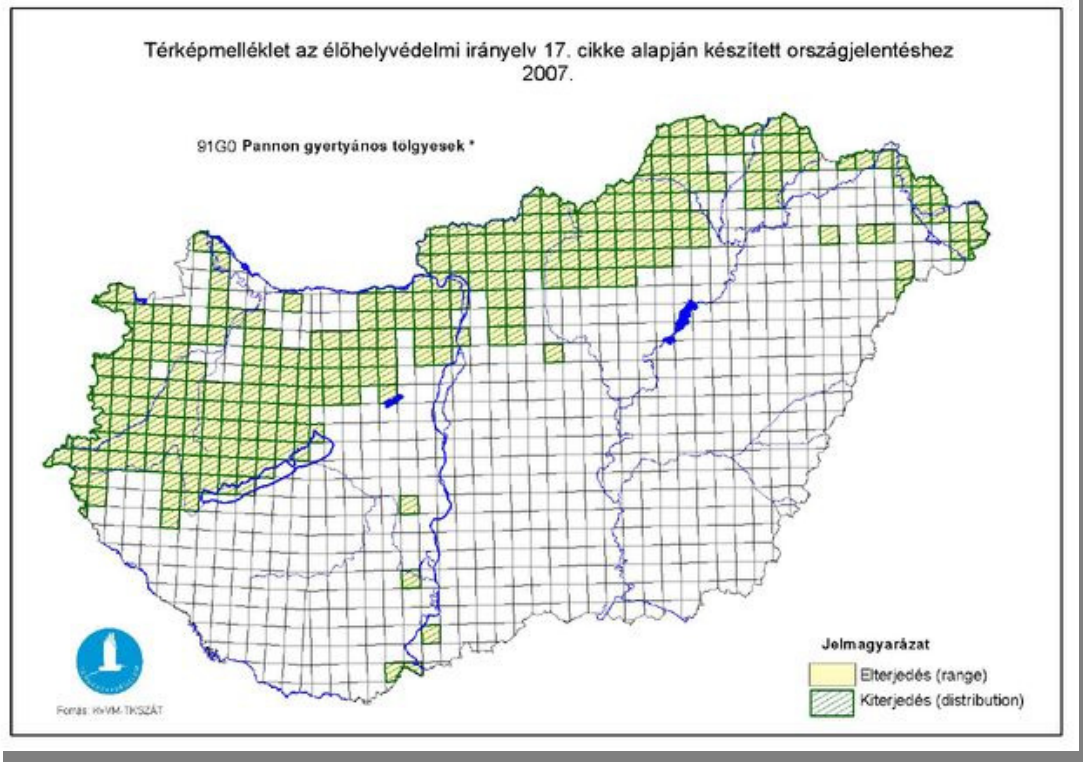 Térképmelléklet az élőhelyvédelmi irányelv 17. cikke alapján készített országjelentéshez
2007.
91G0 Pannon gyertyános tölgyesek *
Jelmagyarázat
Elterjedés (range)
Kiterjedés (distribution)
Forrás: KvVM-TKSZÁT